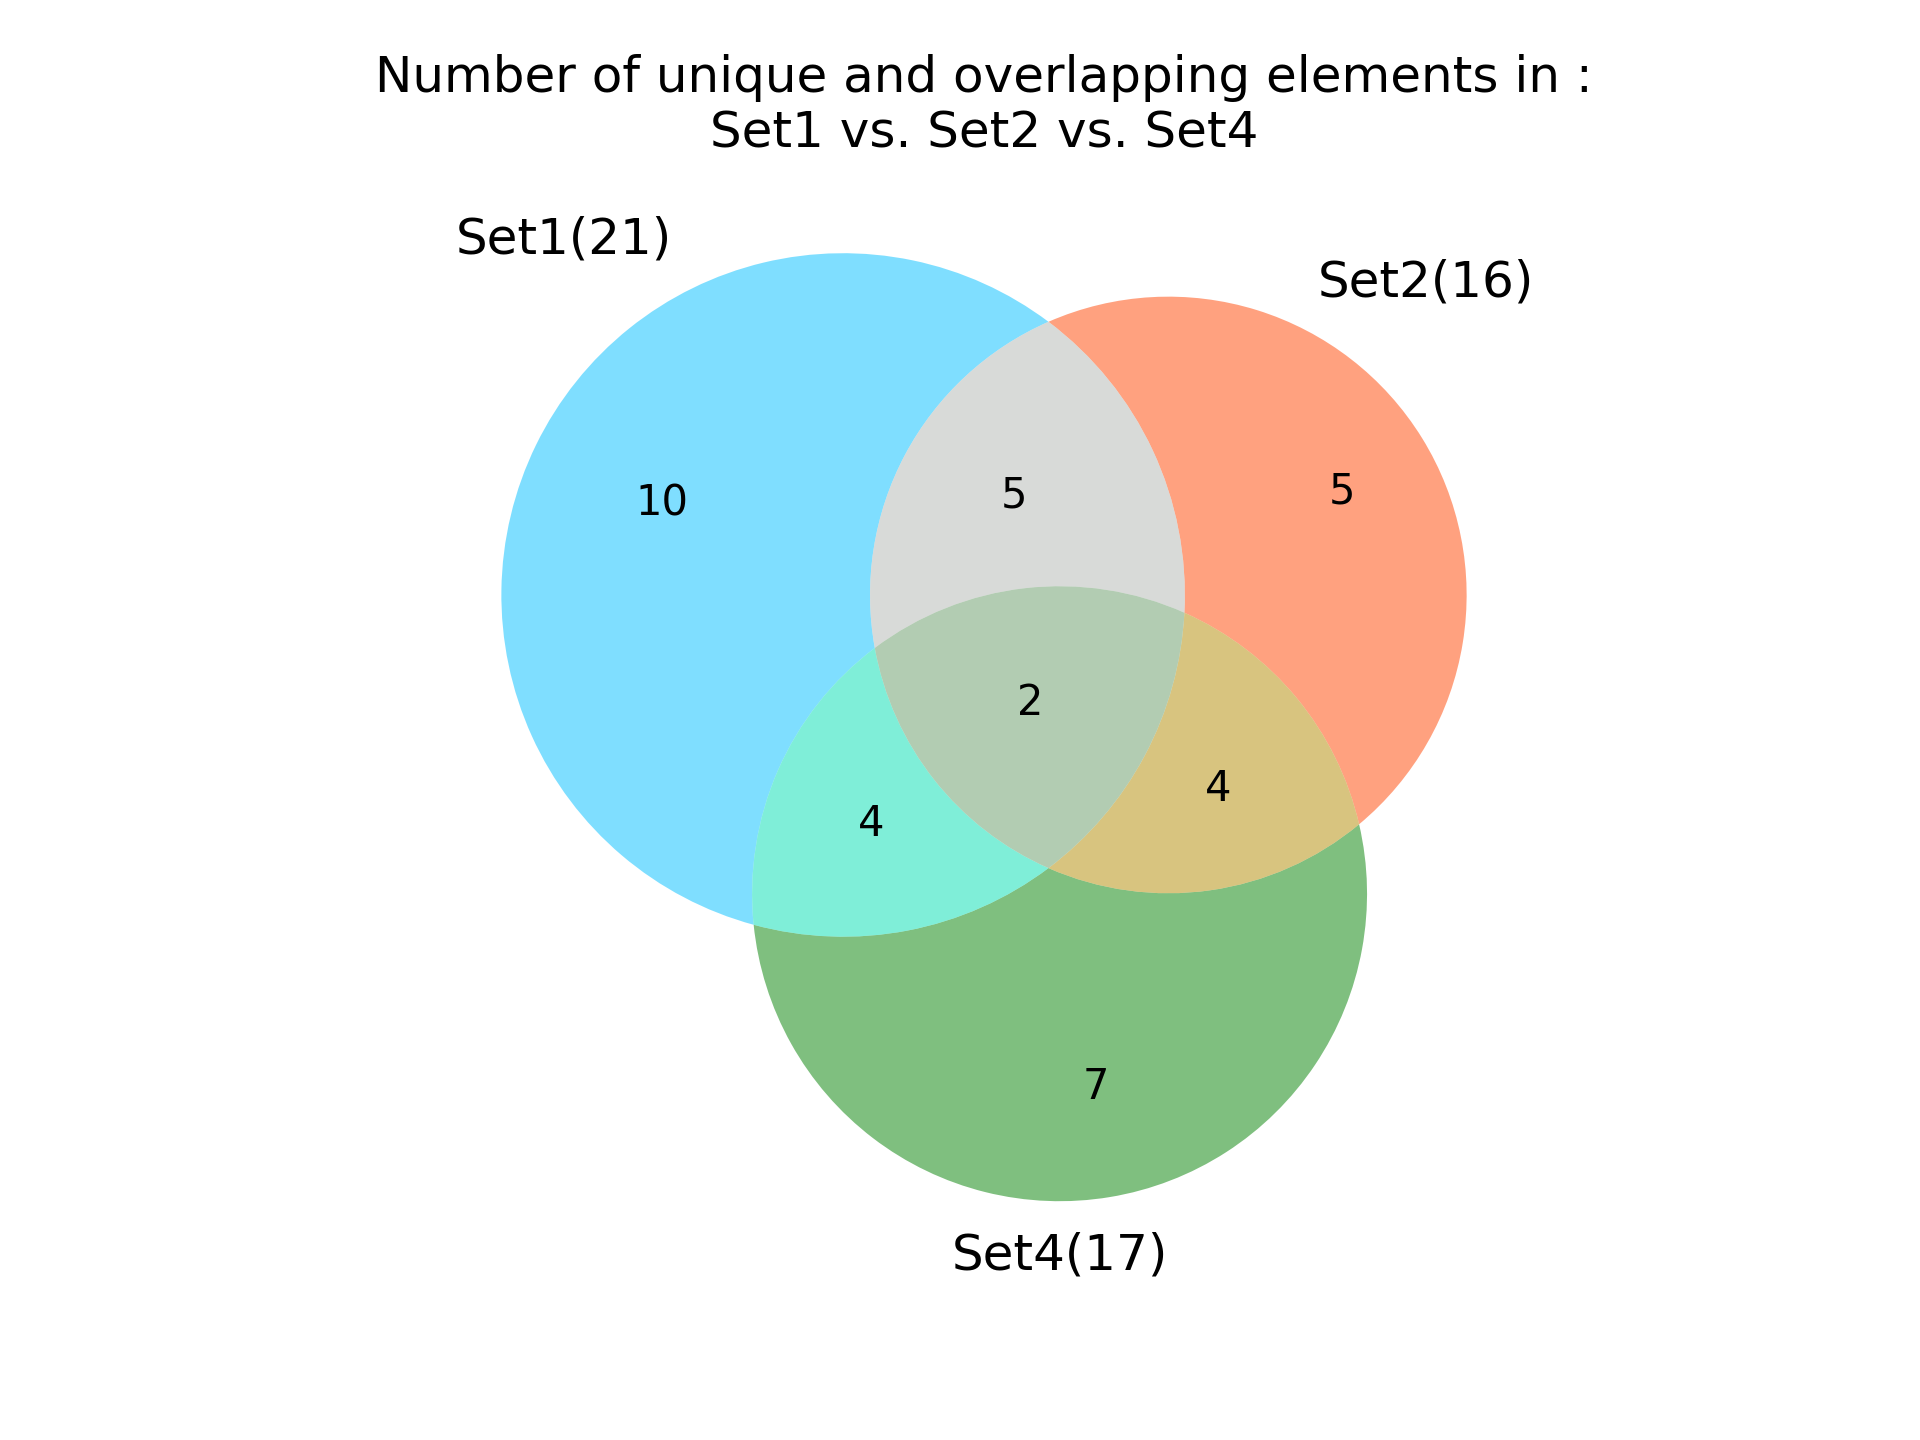 Number of unique and overlapping elements in :
Set1 vs. Set2 vs. Set4
Set1(21)
Set2(16)
10
5
5
2
4
4
7
Set4(17)